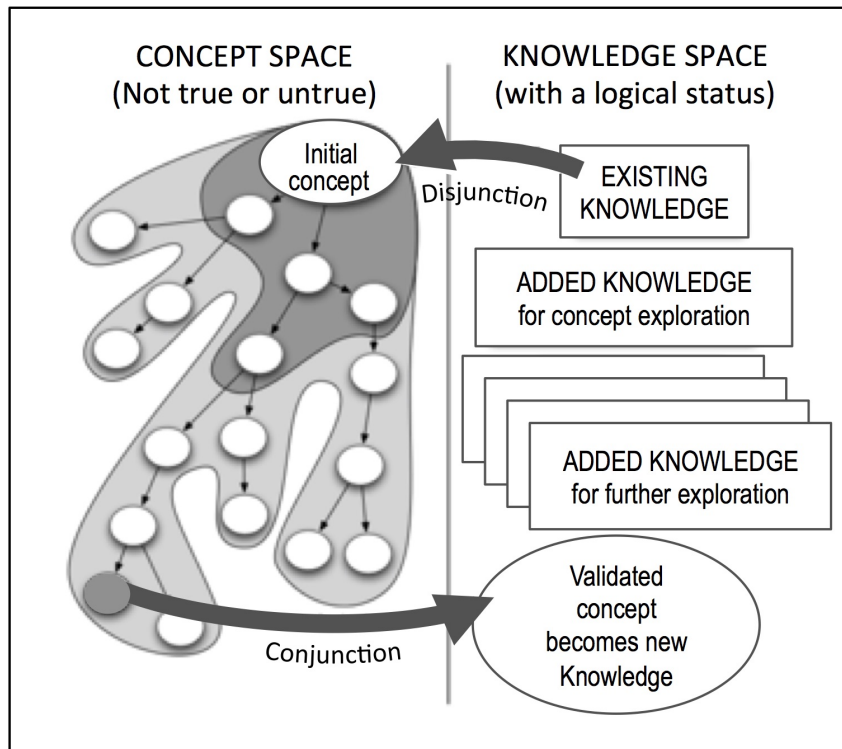 CONCEPT SPACE
(Not true or untrue)
KNOWLEDGE SPACE
(with a logical status)
Initial
concept
Disjunction
EXISTING
KNOWLEDGE
ADDED KNOWLEDGE
for concept exploration
ADDED KNOWLEDGE
for further exploration
Validated
concept
becomes new
Knowledge
Conjunction